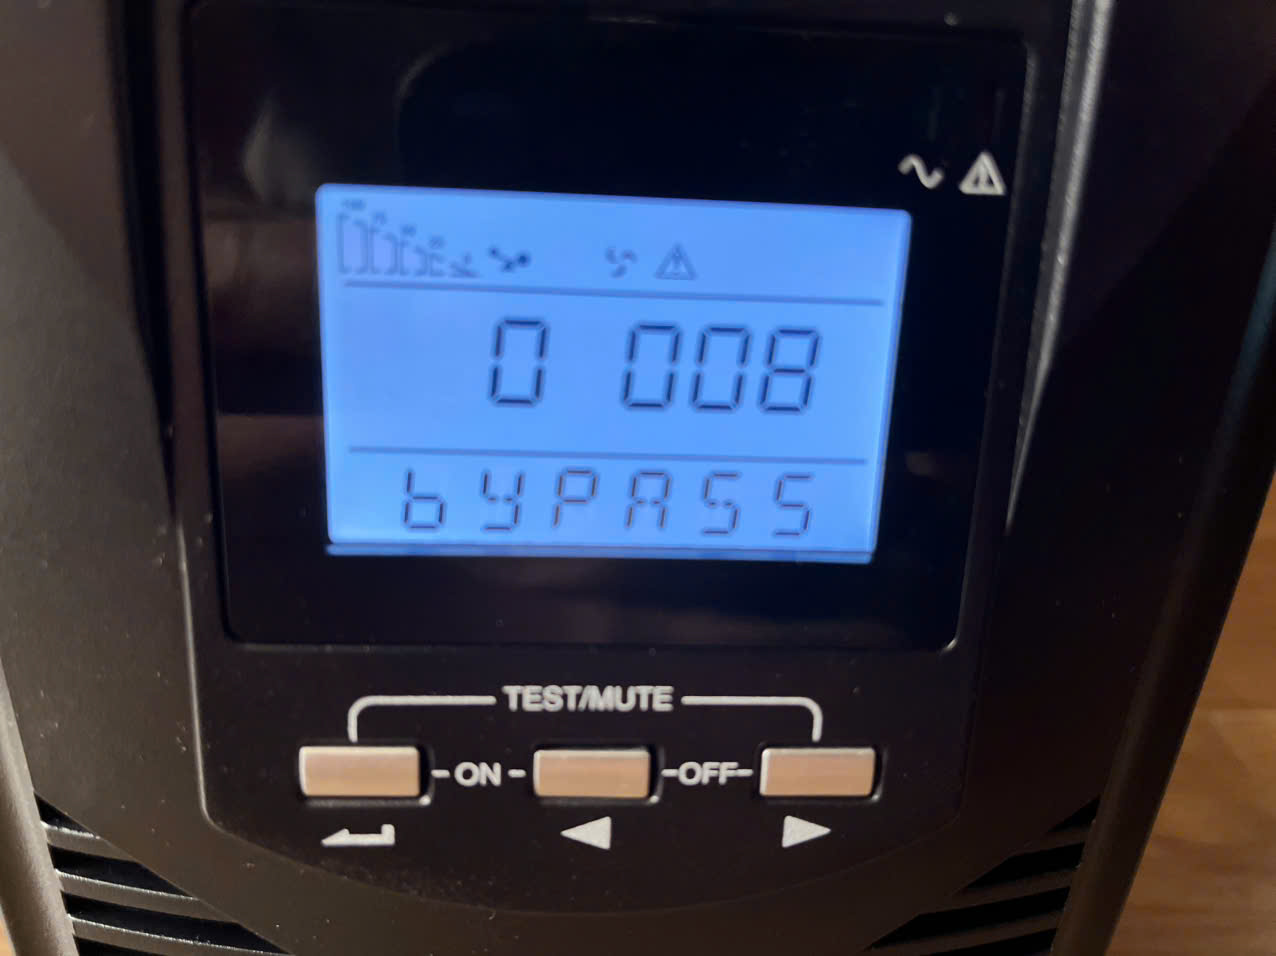 0 008
bYPASS
TEST/MUTE
ON OFF